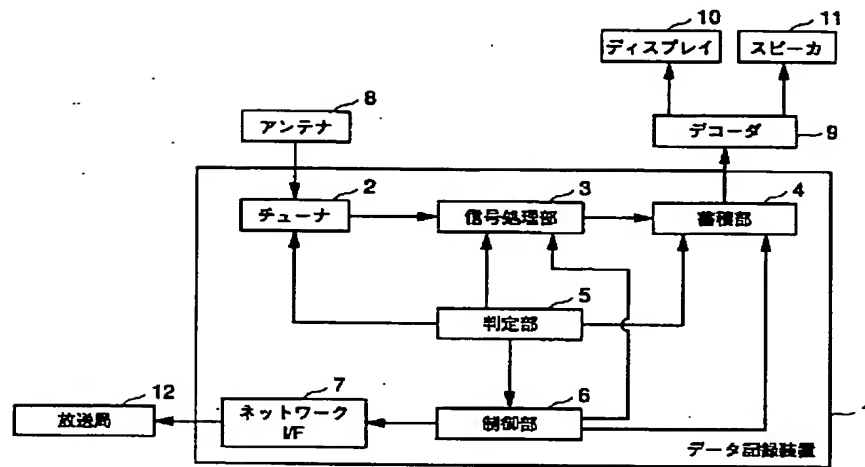 10
11
ディスプレイ
スピーカ
8
アンテナ
デコーダ
9
2
3
4
チューナ
信号処理部
蓄積部
5
判定部
12
7
6
1
放送局
ネットワーク
I/F
制御部
データ記録装置